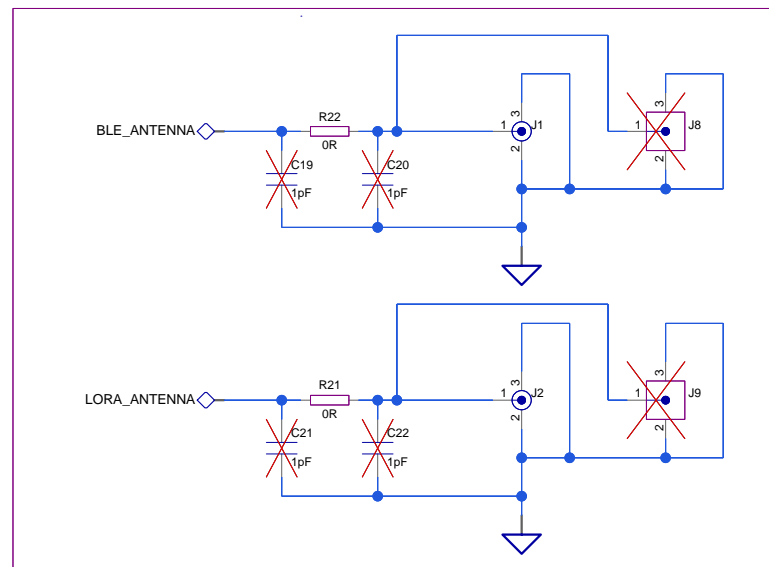 BLE_ANTENNA
R22
0R
C19
1pF
C20
1pF
1
3
2
J1
1
3
2
J8
LORA_ANTENNA
R21
0R
C21
1pF
C22
1pF
1
3
2
J2
1
3
2
J9